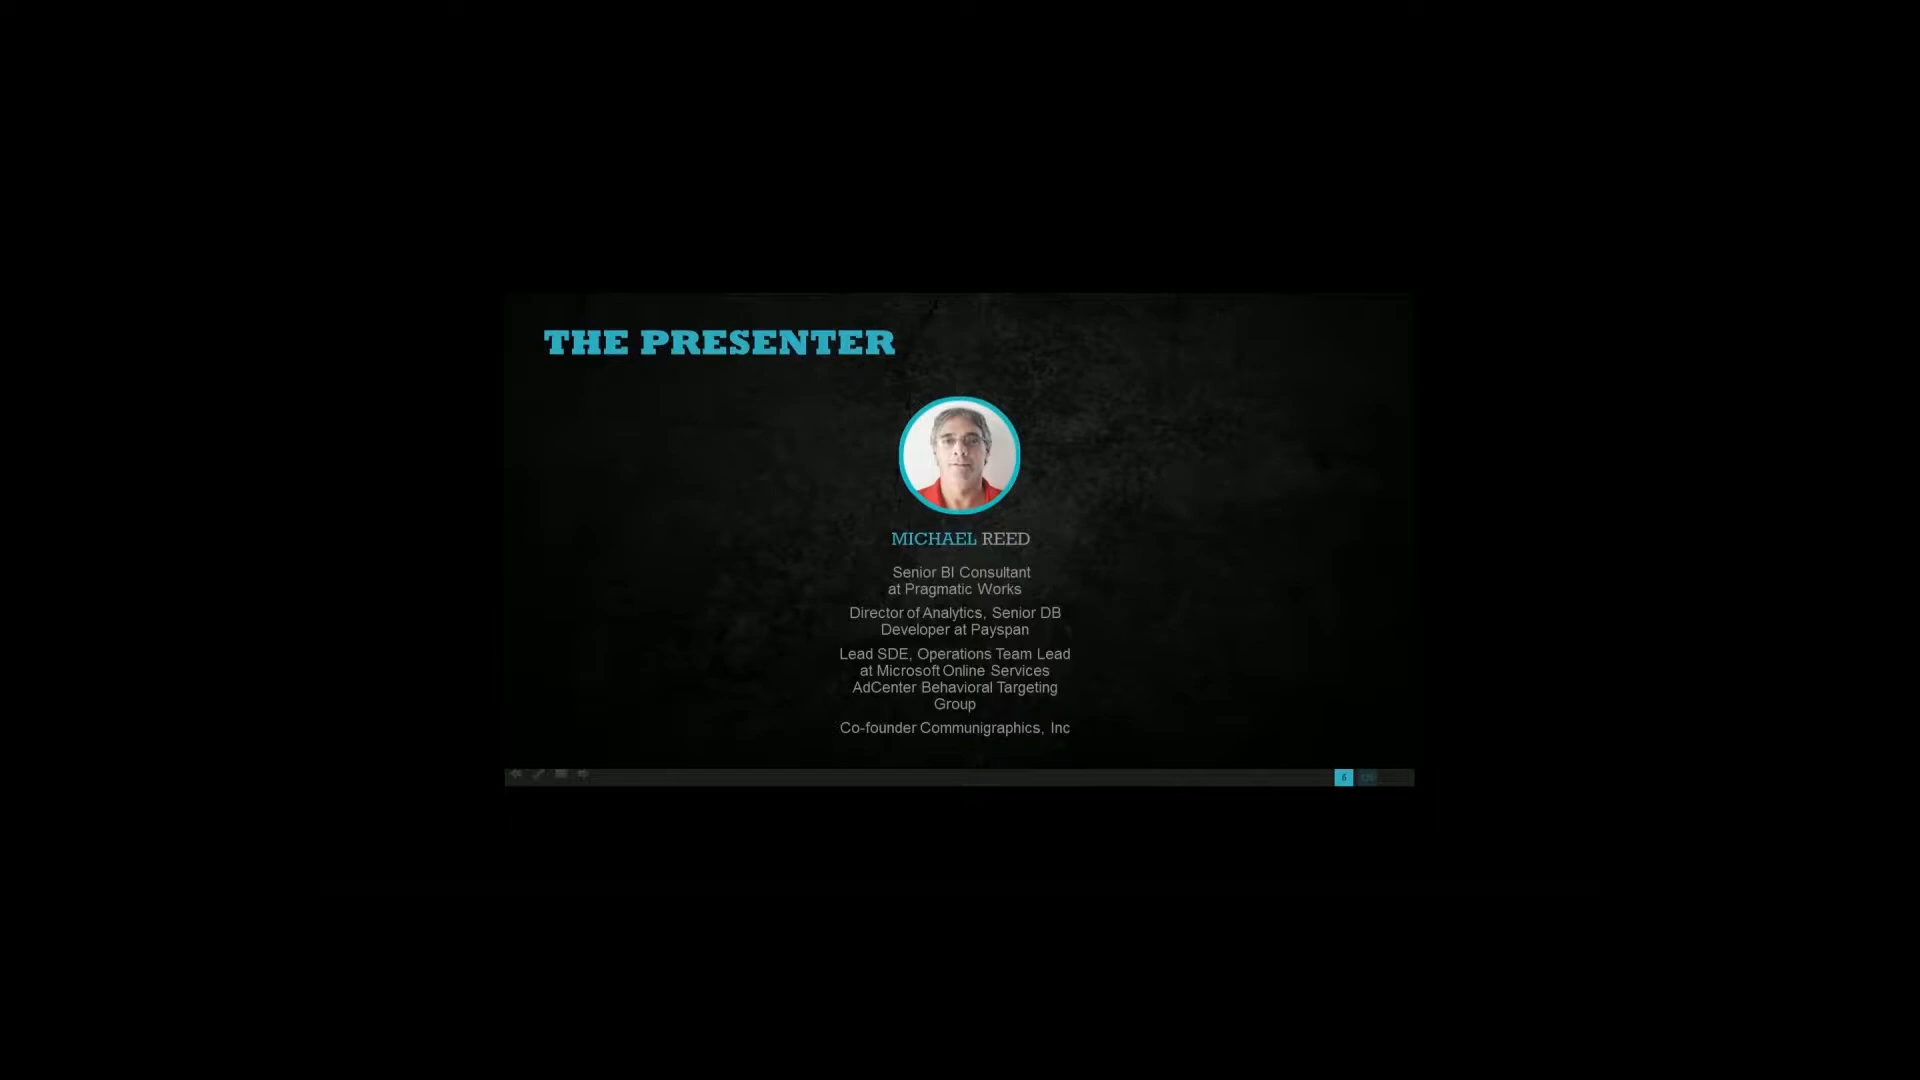 THE PRESENTER
MICHAEL REED
Senior BI Consultant
at Pragmatic Works
Director of Analytics, Senior DB
Developer at Payspan
Lead SDE, Operations Team Lead
at Microsoft Online Services
AdCenter Behavioral Targeting
Group
Co-founder Communigraphics, Inc
6